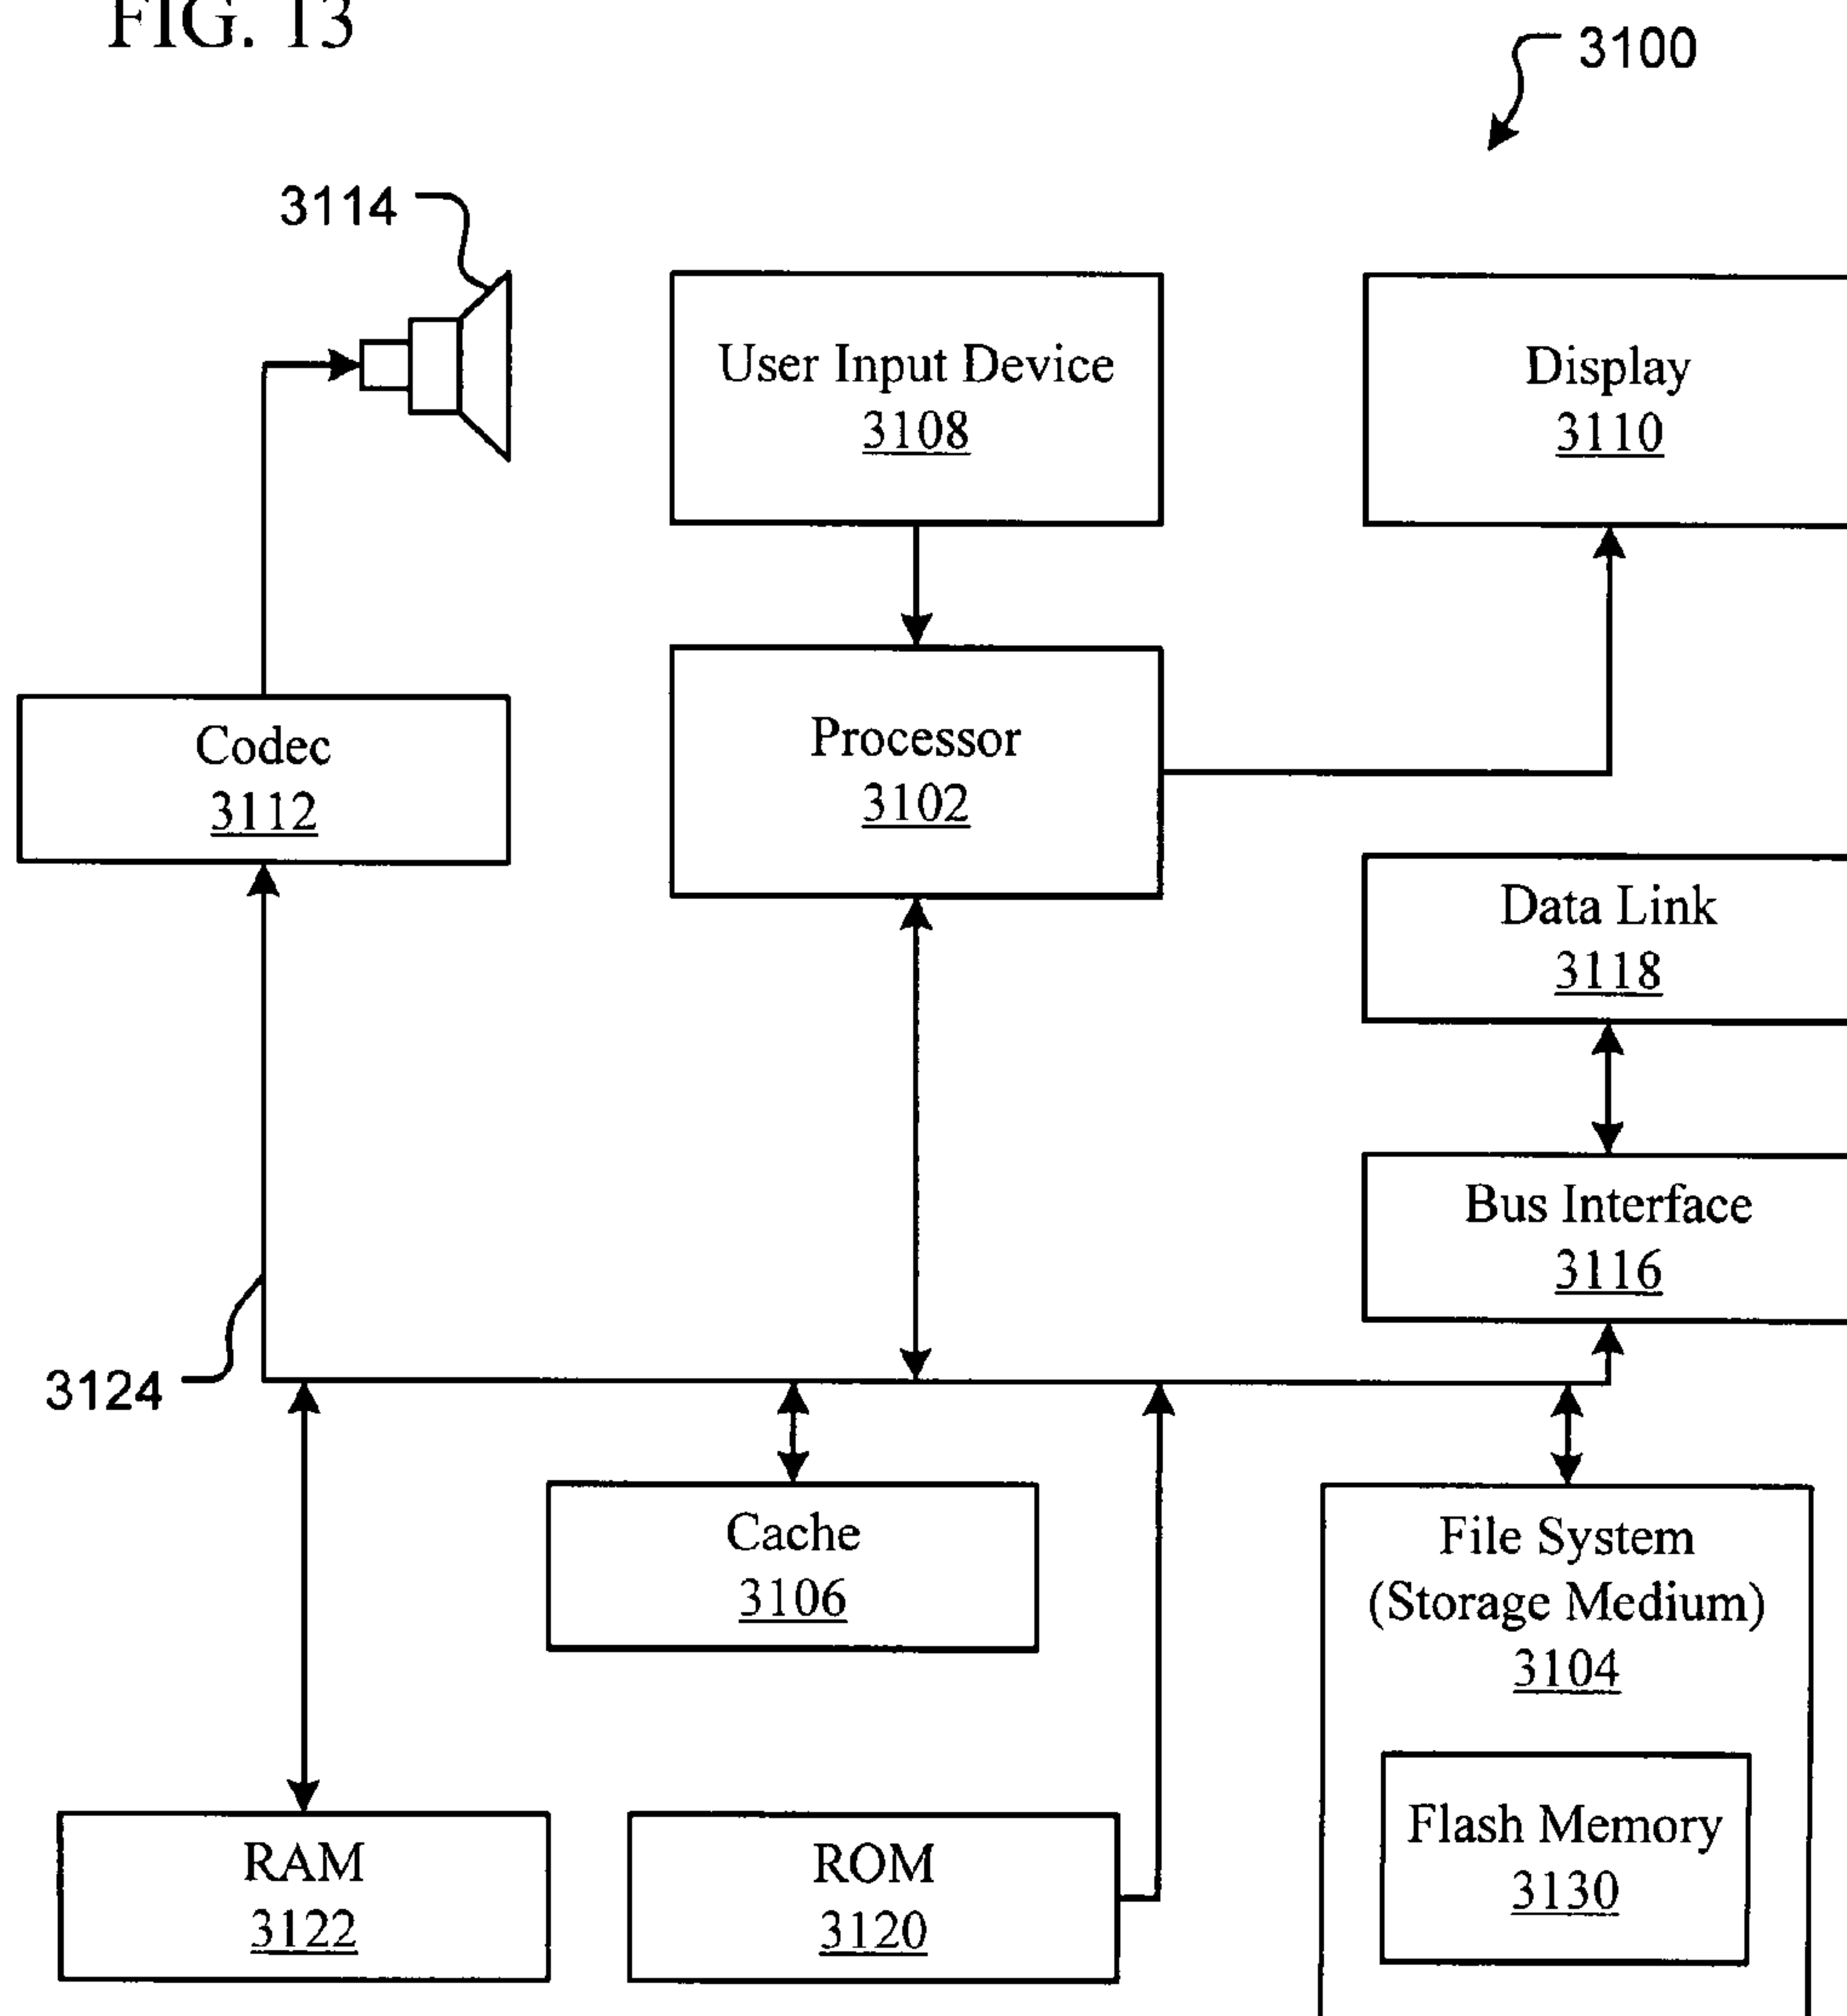 FIG. 13
3100
3114
User Input Device
3108
Display
3110
Codec
3112
Processor
3102
Data Link
3118
Bus Interface
3116
3124
Cache
3106
File System
(Storage Medium)
3104
Flash Memory
3130
RAM
3122
ROM
3120